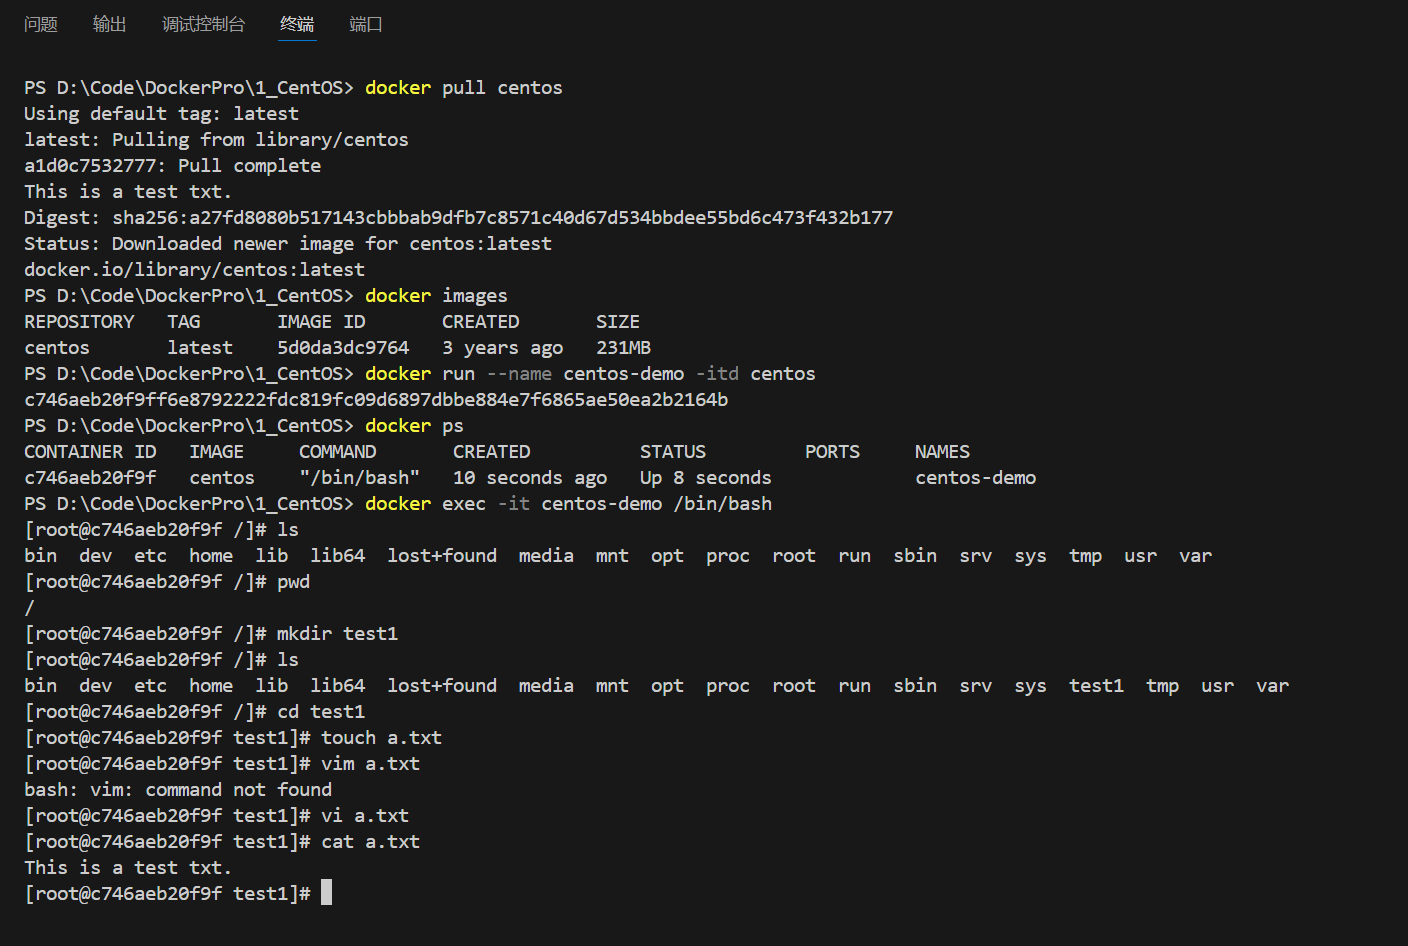 问题 输出 调试控制台 终端 端口
PS D:\Code\DockerPro\1_CentOS> docker pull centos
Using default tag: latest
latest: Pulling from library/centos
a1d0c7532777: Pull complete
This is a test txt.
Digest: sha256:a27fd8080b517143cbbbab9dfb7c8571c40d67d534bbdee55bd6c473f432b177
Status: Downloaded newer image for centos:latest
docker.io/library/centos:latest
PS D:\Code\DockerPro\1_CentOS> docker images
REPOSITORY   TAG       IMAGE ID       CREATED       SIZE
centos       latest    5d0da3dc9764   3 years ago   231MB
PS D:\Code\DockerPro\1_CentOS> docker run --name centos-demo -itd centos
c746aeb20f9ff6e8792222fdc819fc09d6897dbbe884e7f6865ae50ea2b2164b
PS D:\Code\DockerPro\1_CentOS> docker ps
CONTAINER ID   IMAGE     COMMAND       CREATED          STATUS         PORTS     NAMES
c746aeb20f9f   centos    "/bin/bash"   10 seconds ago   Up 8 seconds             centos-demo
PS D:\Code\DockerPro\1_CentOS> docker exec -it centos-demo /bin/bash
[root@c746aeb20f9f /]# ls
bin  dev  etc  home  lib  lib64  lost+found  media  mnt  opt  proc  root  run  sbin  srv  sys  tmp  usr  var
[root@c746aeb20f9f /]# pwd
/
[root@c746aeb20f9f /]# mkdir test1
[root@c746aeb20f9f /]# ls
bin  dev  etc  home  lib  lib64  lost+found  media  mnt  opt  proc  root  run  sbin  srv  sys  test1  tmp  usr  var
[root@c746aeb20f9f /]# cd test1
[root@c746aeb20f9f test1]# touch a.txt
[root@c746aeb20f9f test1]# vim a.txt
bash: vim: command not found
[root@c746aeb20f9f test1]# vi a.txt
[root@c746aeb20f9f test1]# cat a.txt
This is a test txt.
[root@c746aeb20f9f test1]#